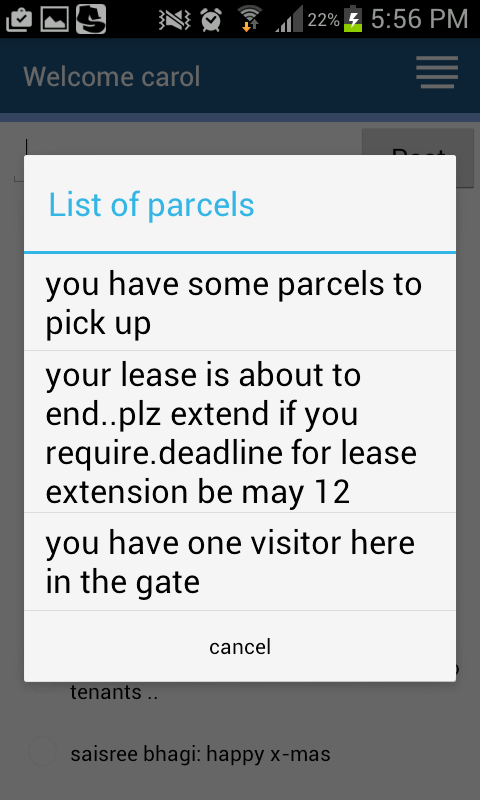 22% 5:56 PM
Welcome carol
List of parcels
you have some parcels to
pick up
your lease is about to
end..plz extend if you
require.deadline for lease
extension be may 12
you have one visitor here
in the gate
cancel
tenants ..
saisree bhagi: happy x-mas